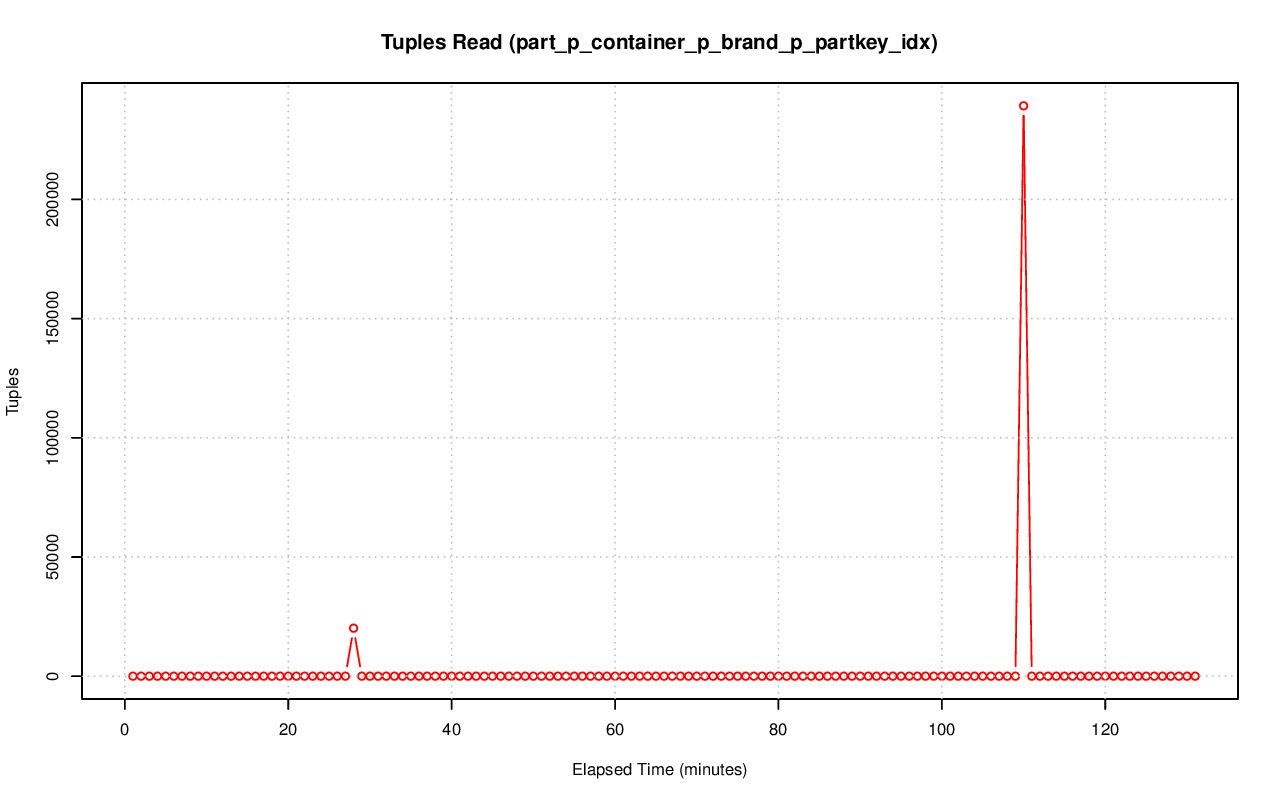 Tuples Read (part_p_container_p_brand_p_partkey_idx)
200000
150000
100000
50000
0
Tuples
0 20 40 60 80 100 120
Elapsed Time (minutes)